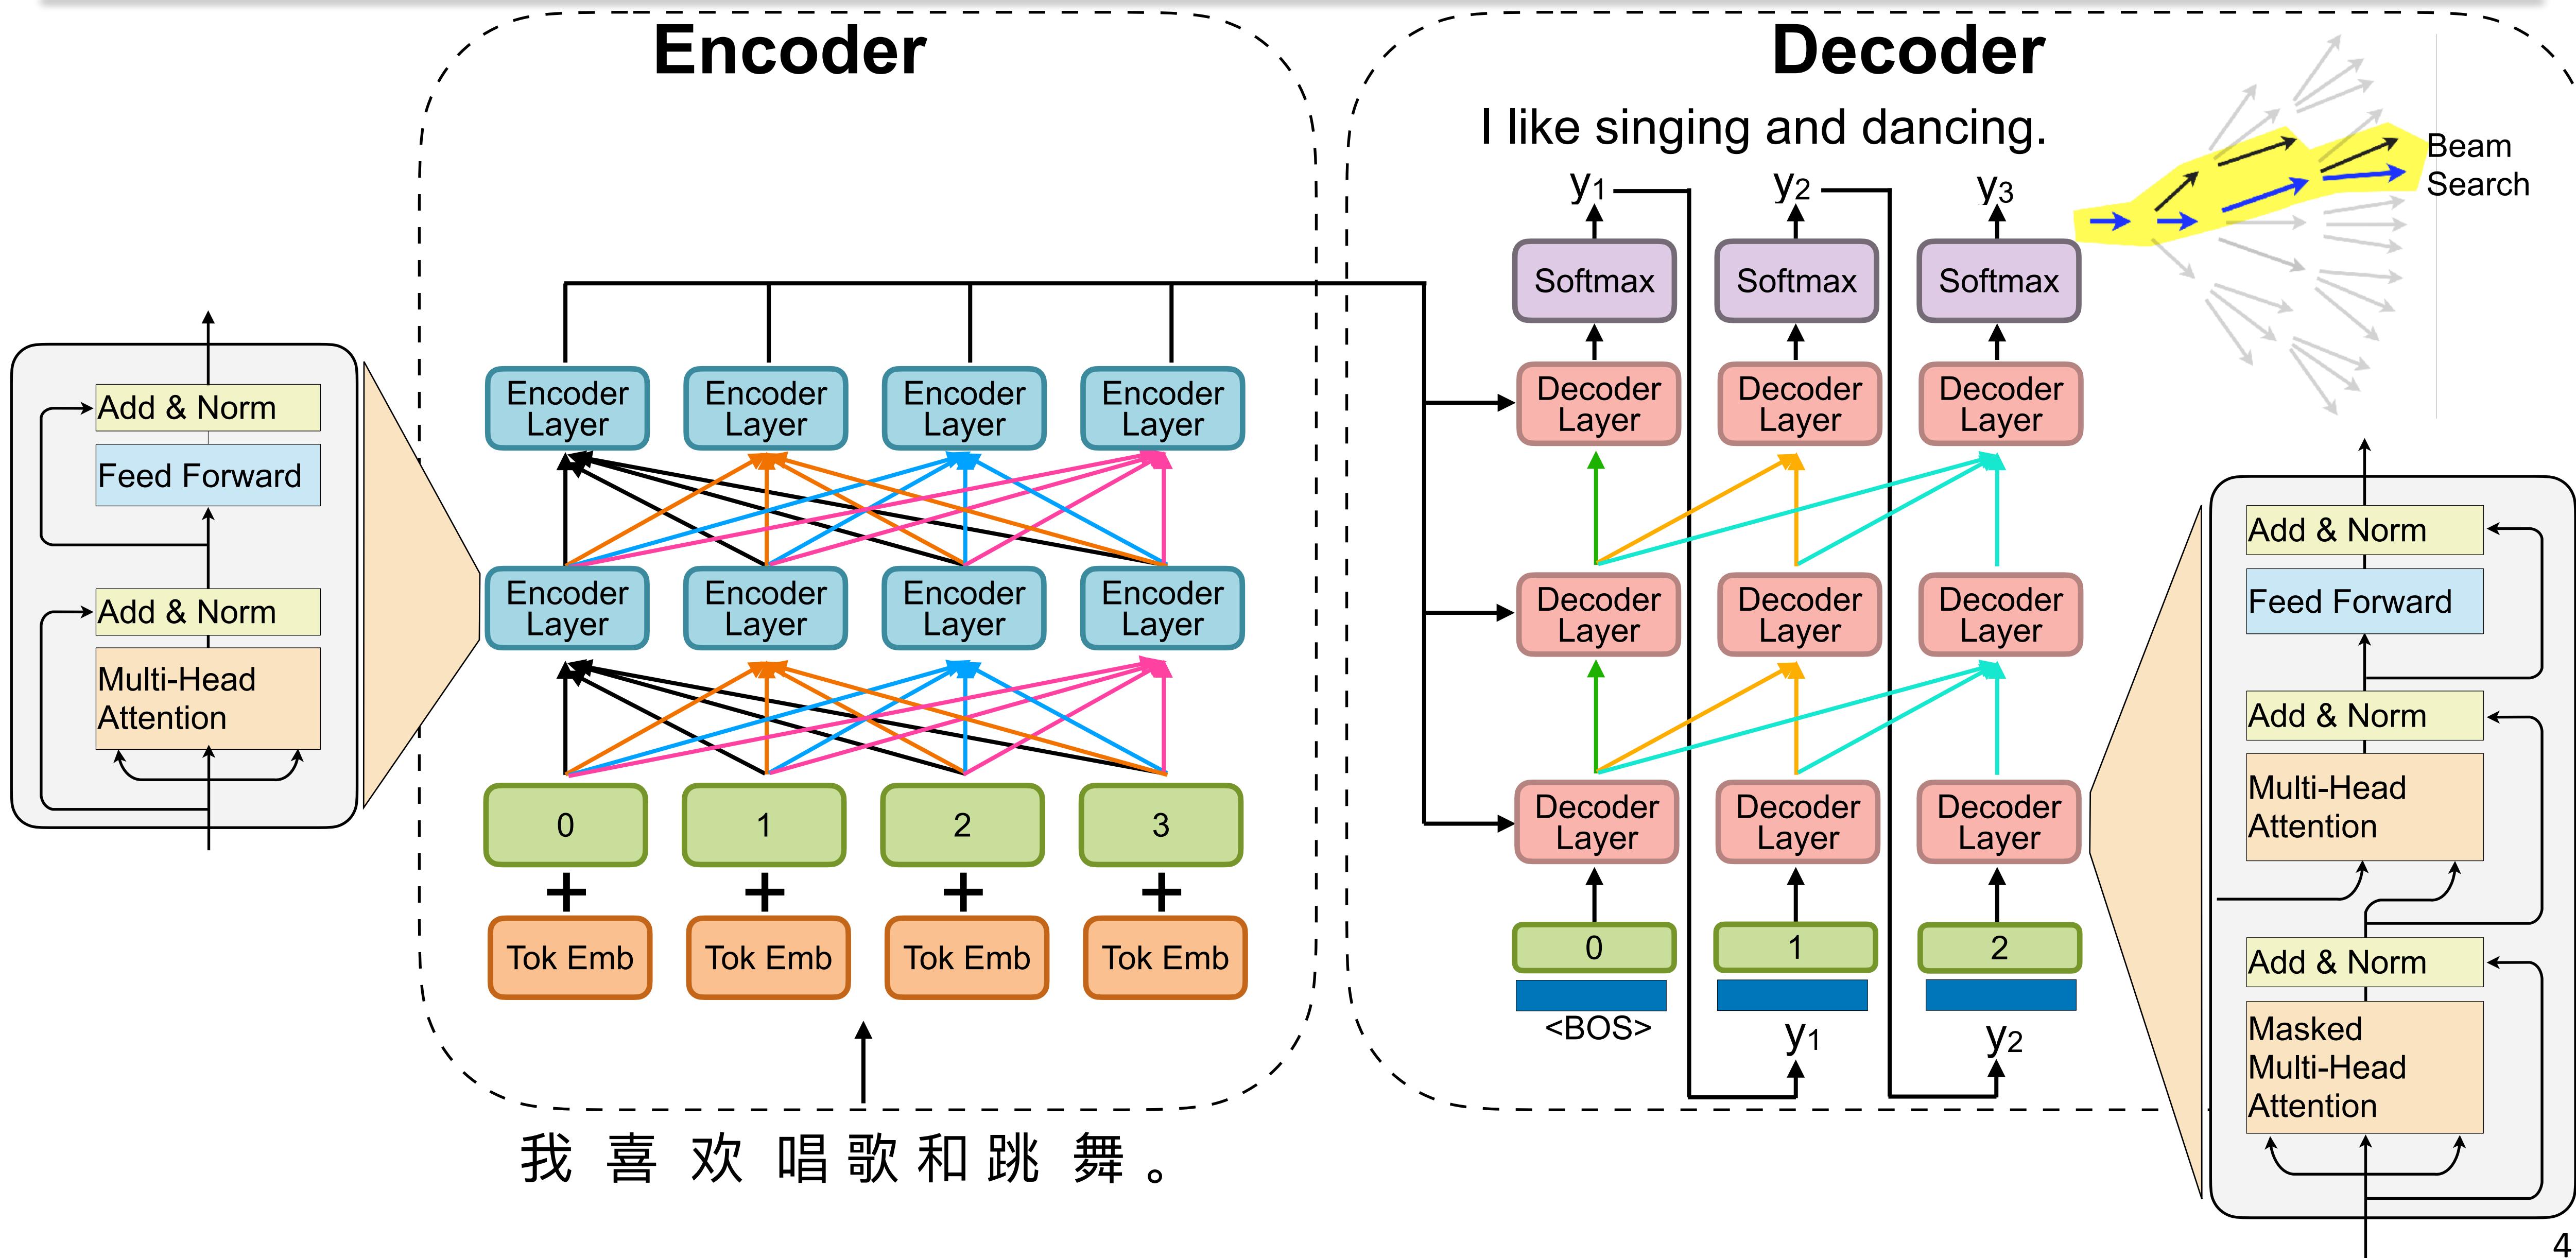 Encoder
Decoder
I like singing and dancing.
y1
y2
y3
Beam
Search
Softmax
Softmax
Softmax
Add & Norm
Feed Forward
Add & Norm
Multi-Head
Attention
Encoder
Layer
Encoder
Layer
Encoder
Layer
Encoder
Layer
Encoder
Layer
Encoder
Layer
Encoder
Layer
Encoder
Layer
0
1
2
3
+
+
+
+
Tok Emb
Tok Emb
Tok Emb
Tok Emb
我喜欢唱歌和跳舞。
Decoder
Layer
Decoder
Layer
Decoder
Layer
Decoder
Layer
Decoder
Layer
Decoder
Layer
Decoder
Layer
Decoder
Layer
Decoder
Layer
0
1
2
<BOS>
y1
y2
Add & Norm
Feed Forward
Add & Norm
Multi-Head
Attention
Add & Norm
Masked
Multi-Head
Attention
4